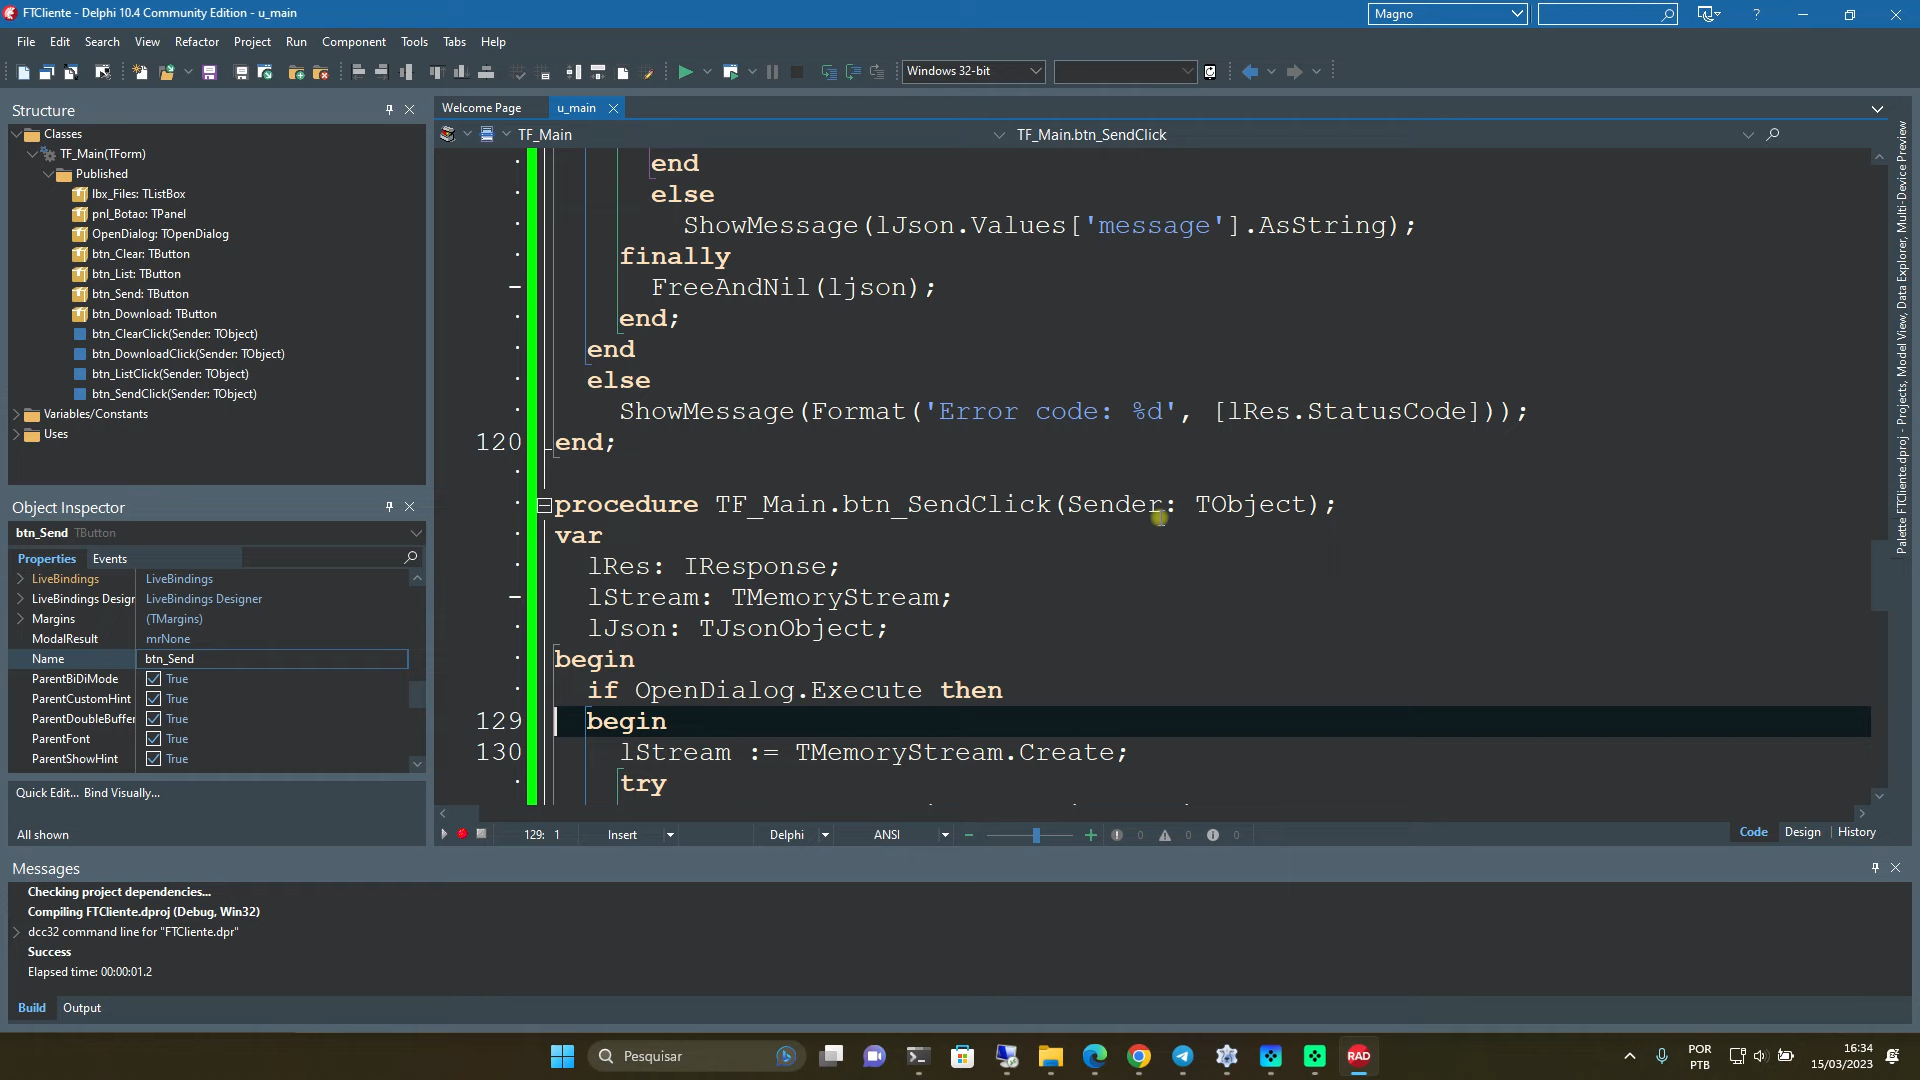 FTCliente - Delphi 10.4 Community Edition - u_main
Magno
?
File Edit Search View Refactor Project Run Component Tools Tabs Help
Windows 32-bit
Structure
Welcome Page u_main
TF_Main TF_Main.btn_SendClick
Classes
TF_Main(TForm)
Published
lbx_Files: TListBox
pnl_Botao: TPanel
OpenDialog: TOpenDialog
btn_Clear: TButton
btn_List: TButton
btn_Send: TButton
btn_Download: TButton
btn_ClearClick(Sender: TObject)
btn_DownloadClick(Sender: TObject)
btn_ListClick(Sender: TObject)
btn_SendClick(Sender: TObject)
Variables/Constants
Uses
Object Inspector
btn_Send TButton
Properties Events
LiveBindings LiveBindings
LiveBindings Desigr LiveBindings Designer
Margins (TMargins)
ModalResult mrNone
Name btn_Send
ParentBiDiMode True
ParentCustomHint True
ParentDoubleBuffer True
ParentFont True
ParentShowHint True
Quick Edit... Bind Visually...
All shown
end
else
ShowMessage(lJson.Values['message'].AsString);
finally
FreeAndNil(ljson);
end;
end
else
ShowMessage(Format('Error code: %d', [lRes.StatusCode]));
120 end;
procedure TF_Main.btn_SendClick(Sender: TObject);
var
lRes: IResponse;
lStream: TMemoryStream;
lJson: TJsonObject;
begin
if OpenDialog.Execute then
129 begin
130 lStream := TMemoryStream.Create;
try
129: 1 Insert Delphi ANSI 0 0 0
Code Design History
Palette FTCliente.dproj - Projects, Model View, Data Explorer, Multi-Device Preview
Messages
Checking project dependencies...
Compiling FTCliente.dproj (Debug, Win32)
dcc32 command line for "FTCliente.dpr"
Success
Elapsed time: 00:00:01.2
Build Output
Pesquisar
RAD
POR
PTB
16:34
15/03/2023